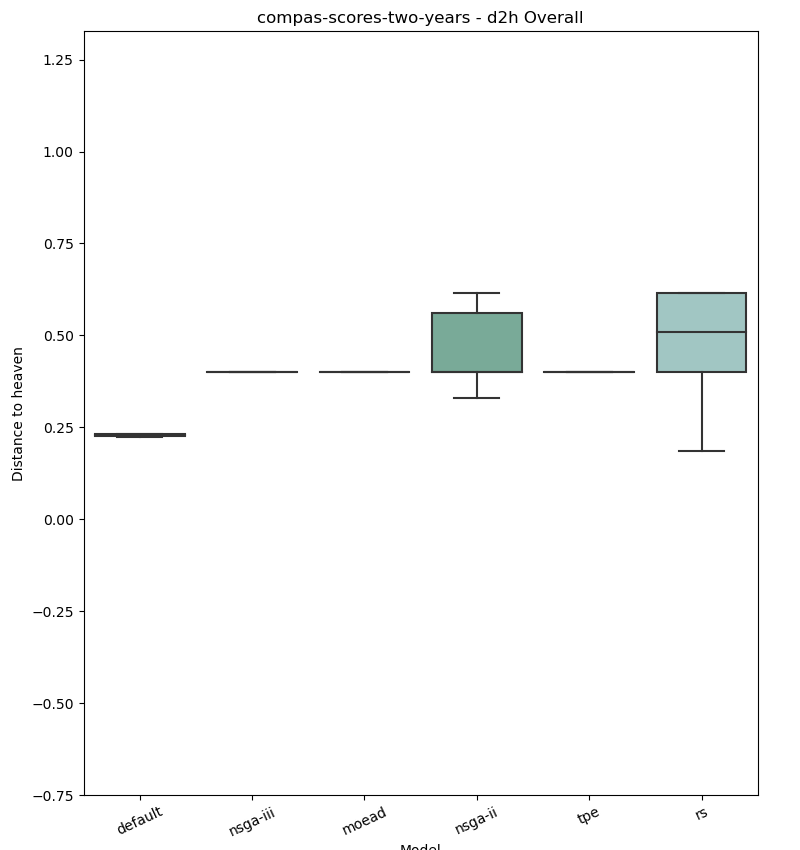 compas-scores-two-years - d2h Overall
Distance to heaven
1.25
1.00
0.75
0.50
0.25
0.00
−0.25
−0.50
−0.75
default
nsga-iii
moead
nsga-ii
tpe
rs
Model